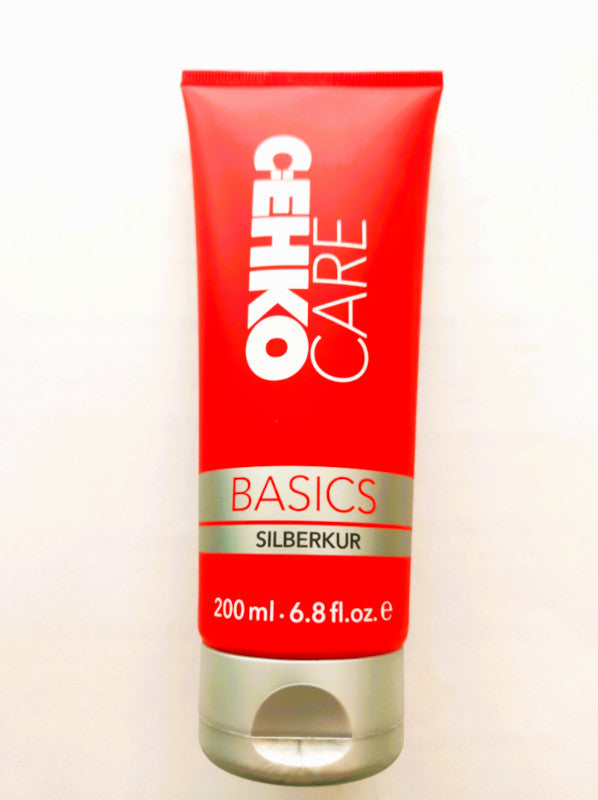 C:EHKO
CARE
BASICS
SILBERKUR
200 ml · 6.8 fl.oz. ℮